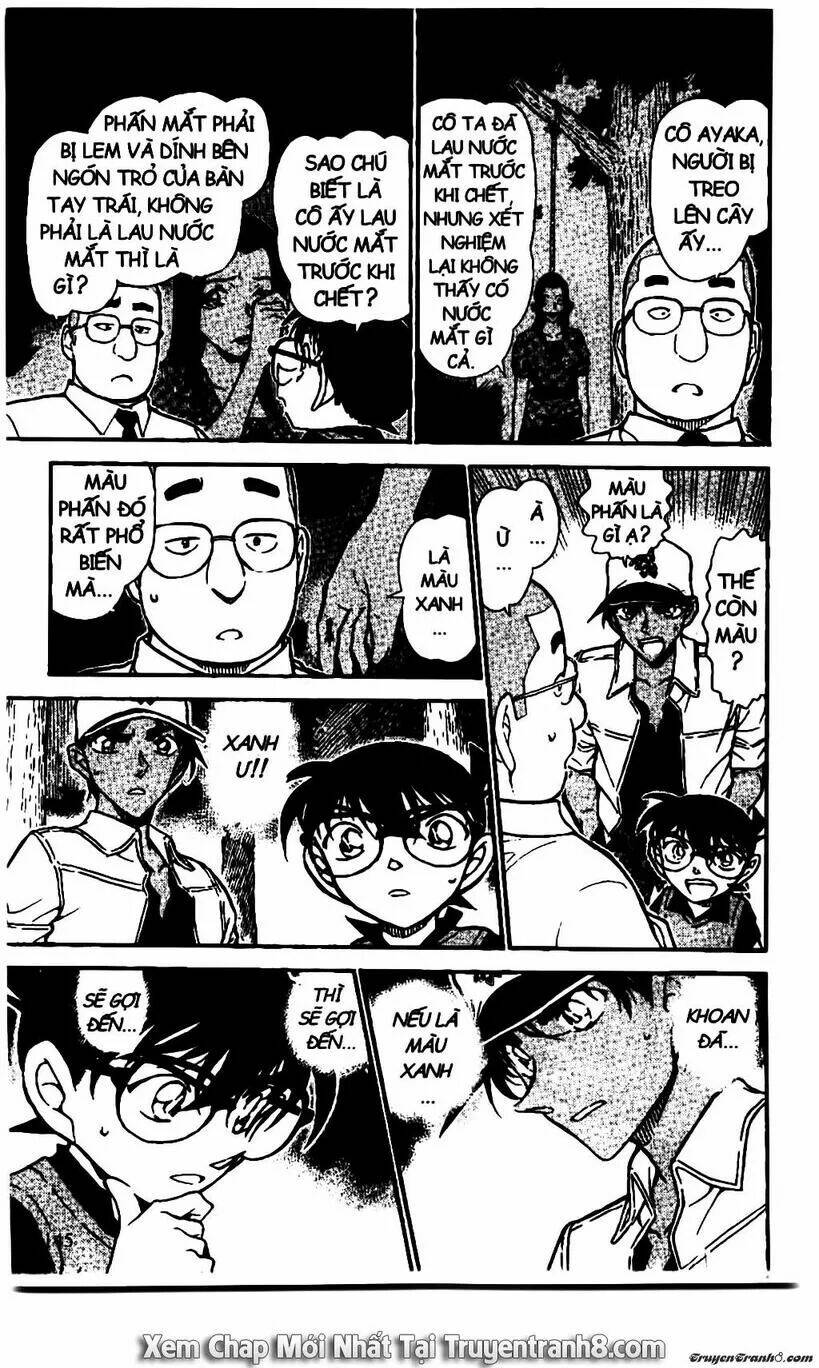 CÔ AYAKA,
NGƯỜI BỊ
TREO
LÊN CÂY
ẤY...
CÔ TA ĐÃ
LAU NƯỚC
MẮT TRƯỚC
KHI CHẾT,
NHƯNG XÉT
NGHIỆM
LẠI KHÔNG
THẤY CÓ
NƯỚC
MẮT GÌ
CẢ.
SAO CHÚ
BIẾT LÀ
CÔ ẤY LAU
NƯỚC MẮT
TRƯỚC KHI
CHẾT?
PHẤN MẮT PHẢI
BỊ LEM VÀ DÍNH BÊN
NGÓN TRỎ CỦA BÀN
TAY TRÁI, KHÔNG
PHẢI LÀ LAU NƯỚC
MẮT THÌ LÀ
GÌ?
THẾ
CÒN
MÀU
?
MÀU
PHẤN LÀ
GÌ Ạ?
À
...
Ừ
...
LÀ
MÀU
XANH
...
MÀU
PHẤN ĐÓ
RẤT PHỔ
BIẾN
MÀ...
XANH
Ư!!
KHOAN
ĐÃ...
NẾU LÀ
MÀU
XANH
...
THÌ
SẼ GỢI
ĐẾN...
SẼ GỢI
ĐẾN...
Xem Chap Mới Nhất Tại Truyentranh8.com
TruyenTranh8.com